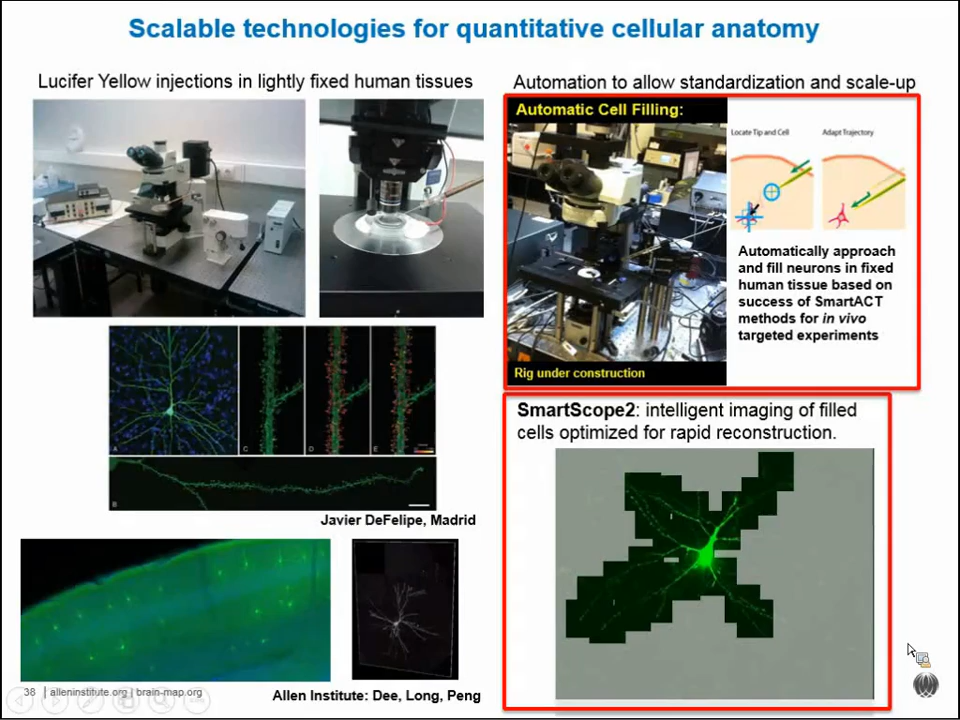 Scalable technologies for quantitative cellular anatomy
Lucifer Yellow injections in lightly fixed human tissues
Automation to allow standardization and scale-up
Automatic Cell Filling:
Locate Tip and Cell
Adapt Trajectory
Automatically approach
and fill neurons in fixed
human tissue based on
success of SmartACT
methods for in vivo
targeted experiments
Rig under construction
SmartScope2: intelligent imaging of filled
cells optimized for rapid reconstruction.
A
C
D
E
B
Javier DeFelipe, Madrid
Allen Institute: Dee, Long, Peng
38 | alleninstitute.org | brain-map.org